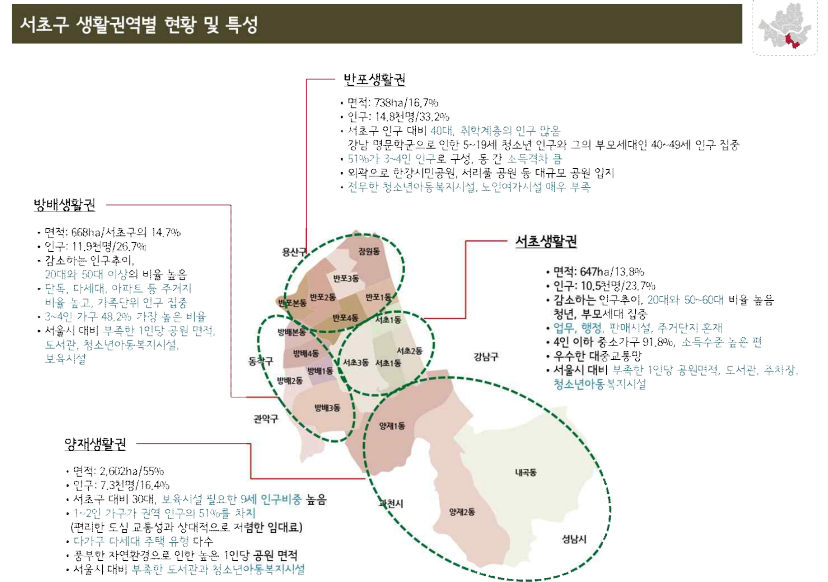 서초구 생활권역별 현황 및 특성
반포생활권
• 면적: 738ha/16.7%
• 인구: 14.8천명/33.2%
• 서초구 인구 대비 40대, 취학계층의 인구 많음
강남 명문학군으로 인한 5~19세 청소년 인구와 그의 부모세대인 40~49세 인구 집중
• 51%가 3~4인 인구로 구성, 동 간 소득격차 큼
• 외곽으로 한강시민공원, 서리풀 공원 등 대규모 공원 입지
• 전무한 청소년아동복지시설, 노인여가시설 매우 부족
방배생활권
• 면적: 668ha/서초구의 14.7%
• 인구: 11.9천명/26.7%
• 감소하는 인구추이,
20대와 50대 이상의 비율 높음
• 단독, 다세대, 아파트 등 주거지
비율 높고, 가족단위 인구 집중
• 3~4인 가구 48.2% 가장 높은 비율
• 서울시 대비 부족한 1인당 공원 면적,
도서관, 청소년아동복지시설,
보육시설
서초생활권
• 면적: 647ha/13.8%
• 인구: 10.5천명/23.7%
• 감소하는 인구추이, 20대와 50~60대 비율 높음
청년, 부모세대 집중
• 업무, 행정, 판매시설, 주거단지 혼재
• 4인 이하 중소가구 91.8%, 소득수준 높은 편
• 우수한 대중교통망
• 서울시 대비 부족한 1인당 공원면적, 도서관, 주차장,
청소년아동복지시설
양재생활권
• 면적: 2,602ha/55%
• 인구: 7.3천명/16.4%
• 서초구 대비 30대, 보육시설 필요한 9세 인구비중 높음
• 1~2인 가구가 권역 인구의 51%를 차지
(편리한 도심 교통성과 상대적으로 저렴한 임대료)
• 다가구 다세대 주택 유형 다수
• 풍부한 자연환경으로 인한 높은 1인당 공원 면적
• 서울시 대비 부족한 도서관과 청소년아동복지시설
용산구
잠원동
반포3동
반포본동
반포2동
반포1동
반포4동
서초1동
방배본동
방배4동
서초2동
동작구
방배1동
서초3동
서초1동
강남구
방배2동
방배3동
관악구
양재1동
내곡동
과천시
양재2동
성남시